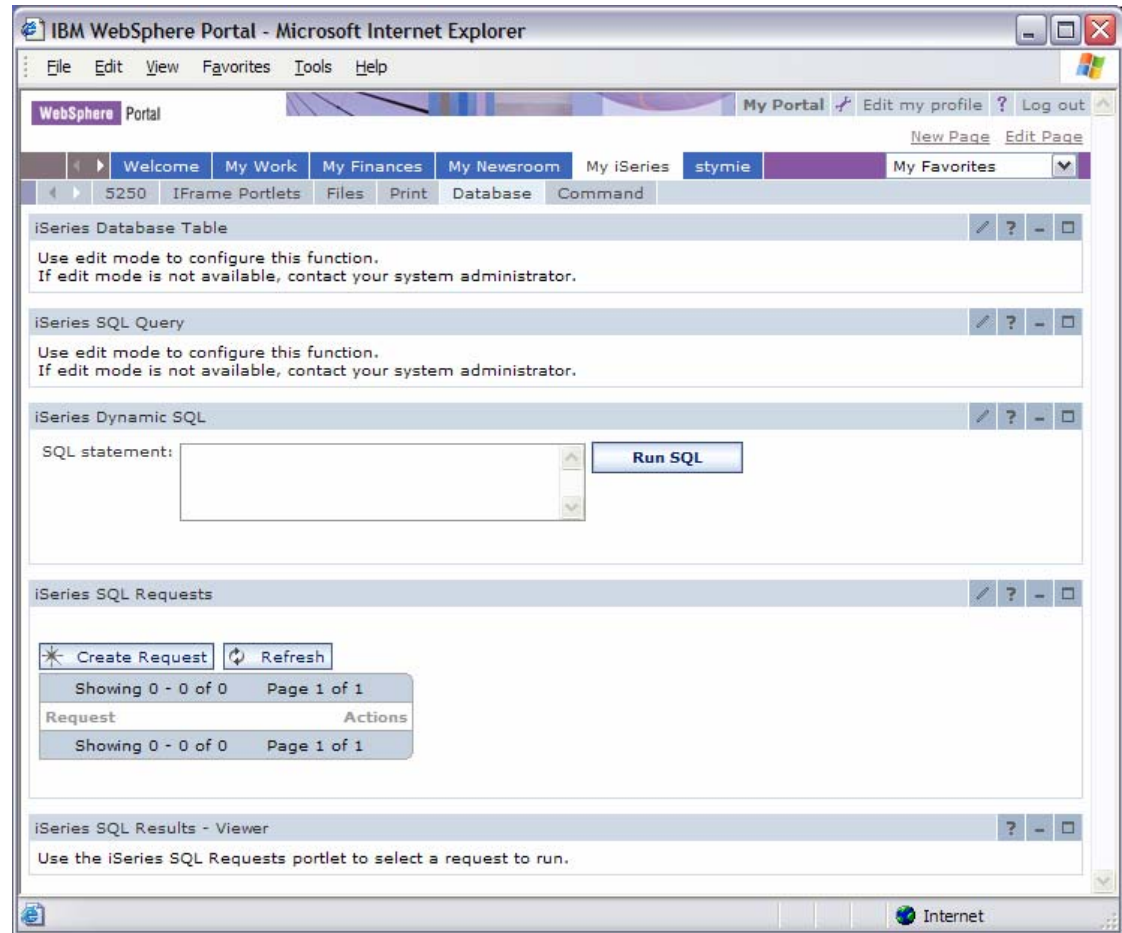 IBM WebSphere Portal - Microsoft Internet Explorer
File Edit View Favorites Tools Help
WebSphere Portal My Portal Edit my profile ? Log out
New Page Edit Page
Welcome My Work My Finances My Newsroom My iSeries stymie My Favorites
5250 IFrame Portlets Files Print Database Command
iSeries Database Table ?
Use edit mode to configure this function.
If edit mode is not available, contact your system administrator.
iSeries SQL Query ?
Use edit mode to configure this function.
If edit mode is not available, contact your system administrator.
iSeries Dynamic SQL ?
SQL statement: Run SQL
iSeries SQL Requests ?
Create Request Refresh
Showing 0 - 0 of 0 Page 1 of 1
Request Actions
Showing 0 - 0 of 0 Page 1 of 1
iSeries SQL Results - Viewer ?
Use the iSeries SQL Requests portlet to select a request to run.
Internet